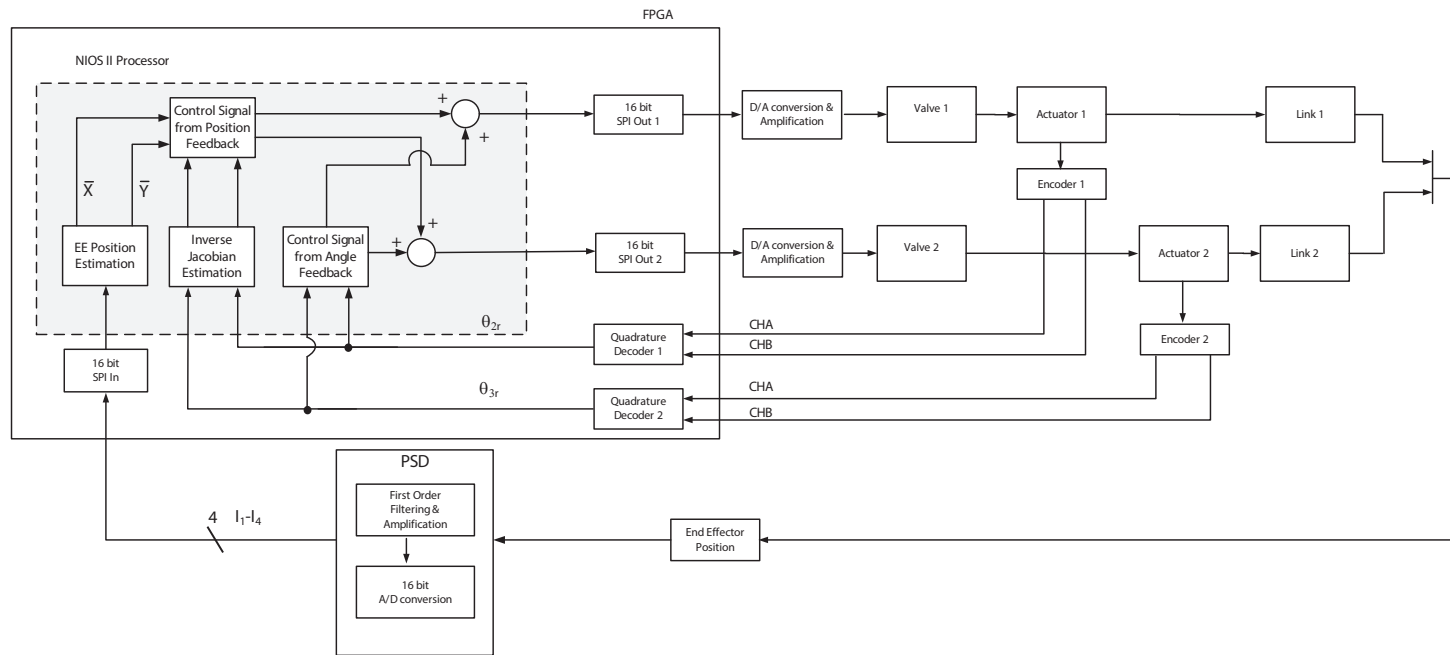 FPGA
NIOS II Processor
Control Signal
from Position
Feedback
+
+
16 bit
SPI Out 1
D/A conversion &
Amplification
Valve 1
Actuator 1
Link 1
Encoder 1
X̅
Y̅
EE Position
Estimation
Inverse
Jacobian
Estimation
Control Signal
from Angle
Feedback
+
+
16 bit
SPI Out 2
D/A conversion &
Amplification
Valve 2
Actuator 2
Link 2
Encoder 2
θ2r
Quadrature
Decoder 1
CHA
CHB
16 bit
SPI In
θ3r
Quadrature
Decoder 2
CHA
CHB
PSD
First Order
Filtering &
Amplification
16 bit
A/D conversion
4 I1-I4
End Effector
Position